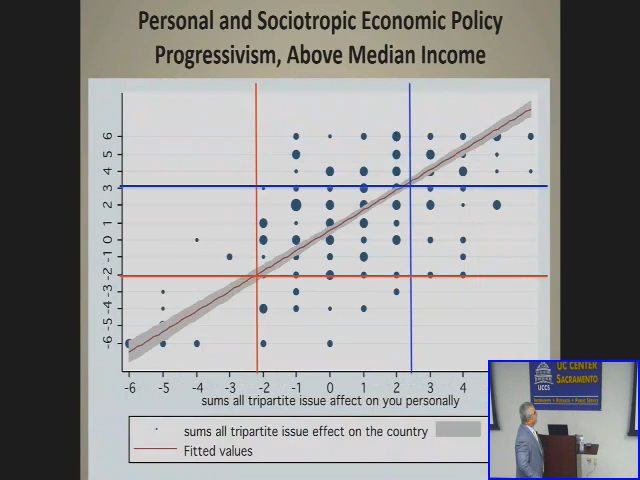 Personal and Sociotropic Economic Policy
Progressivism, Above Median Income
6
5
4
3
2
1
0
-1
-2
-3
-4
-5
-6
-6 -5 -4 -3 -2 -1 0 1 2 3 4
sums all tripartite issue affect on you personally
sums all tripartite issue effect on the country
Fitted values
UC CENTER
SACRAMENTO
UCCS